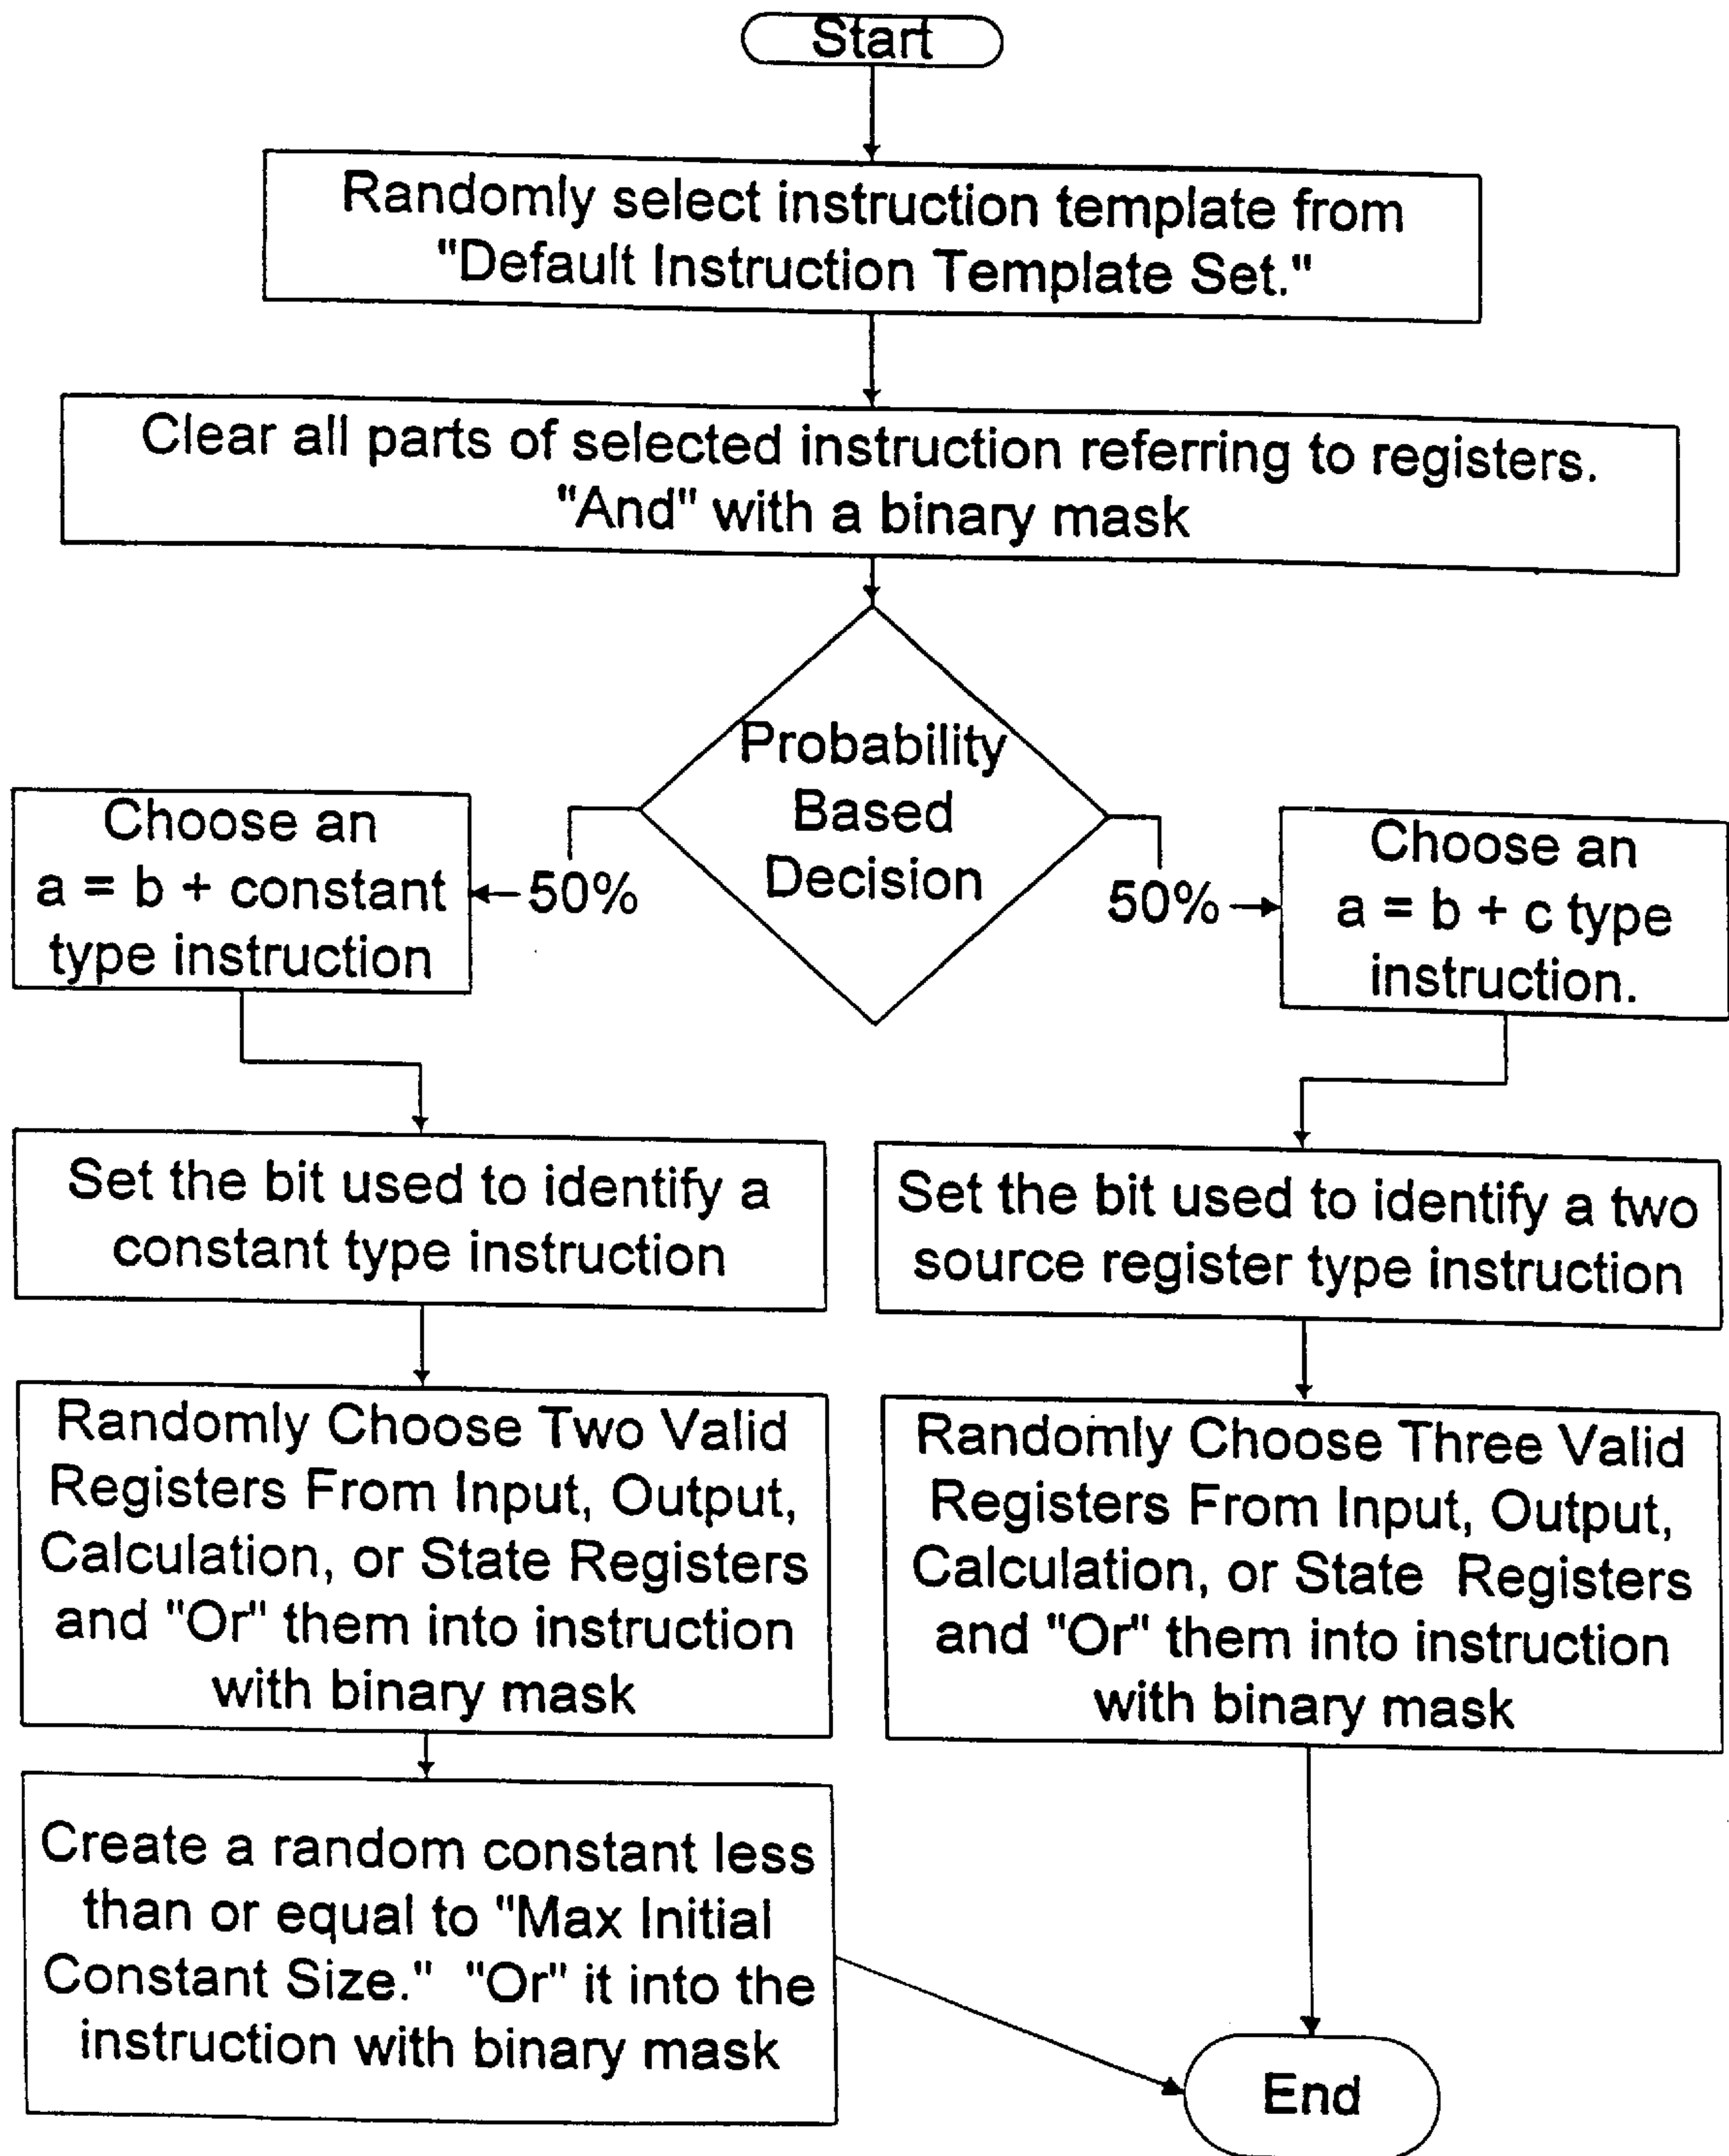 Start
Randomly select instruction template from
"Default Instruction Template Set."
Clear all parts of selected instruction referring to registers.
"And" with a binary mask
Probability
Based
Decision
50%
50%
Choose an
a = b + constant
type instruction
Choose an
a = b + c type
instruction.
Set the bit used to identify a
constant type instruction
Set the bit used to identify a two
source register type instruction
Randomly Choose Two Valid
Registers From Input, Output,
Calculation, or State Registers
and "Or" them into instruction
with binary mask
Randomly Choose Three Valid
Registers From Input, Output,
Calculation, or State Registers
and "Or" them into instruction
with binary mask
Create a random constant less
than or equal to "Max Initial
Constant Size." "Or" it into the
instruction with binary mask
End